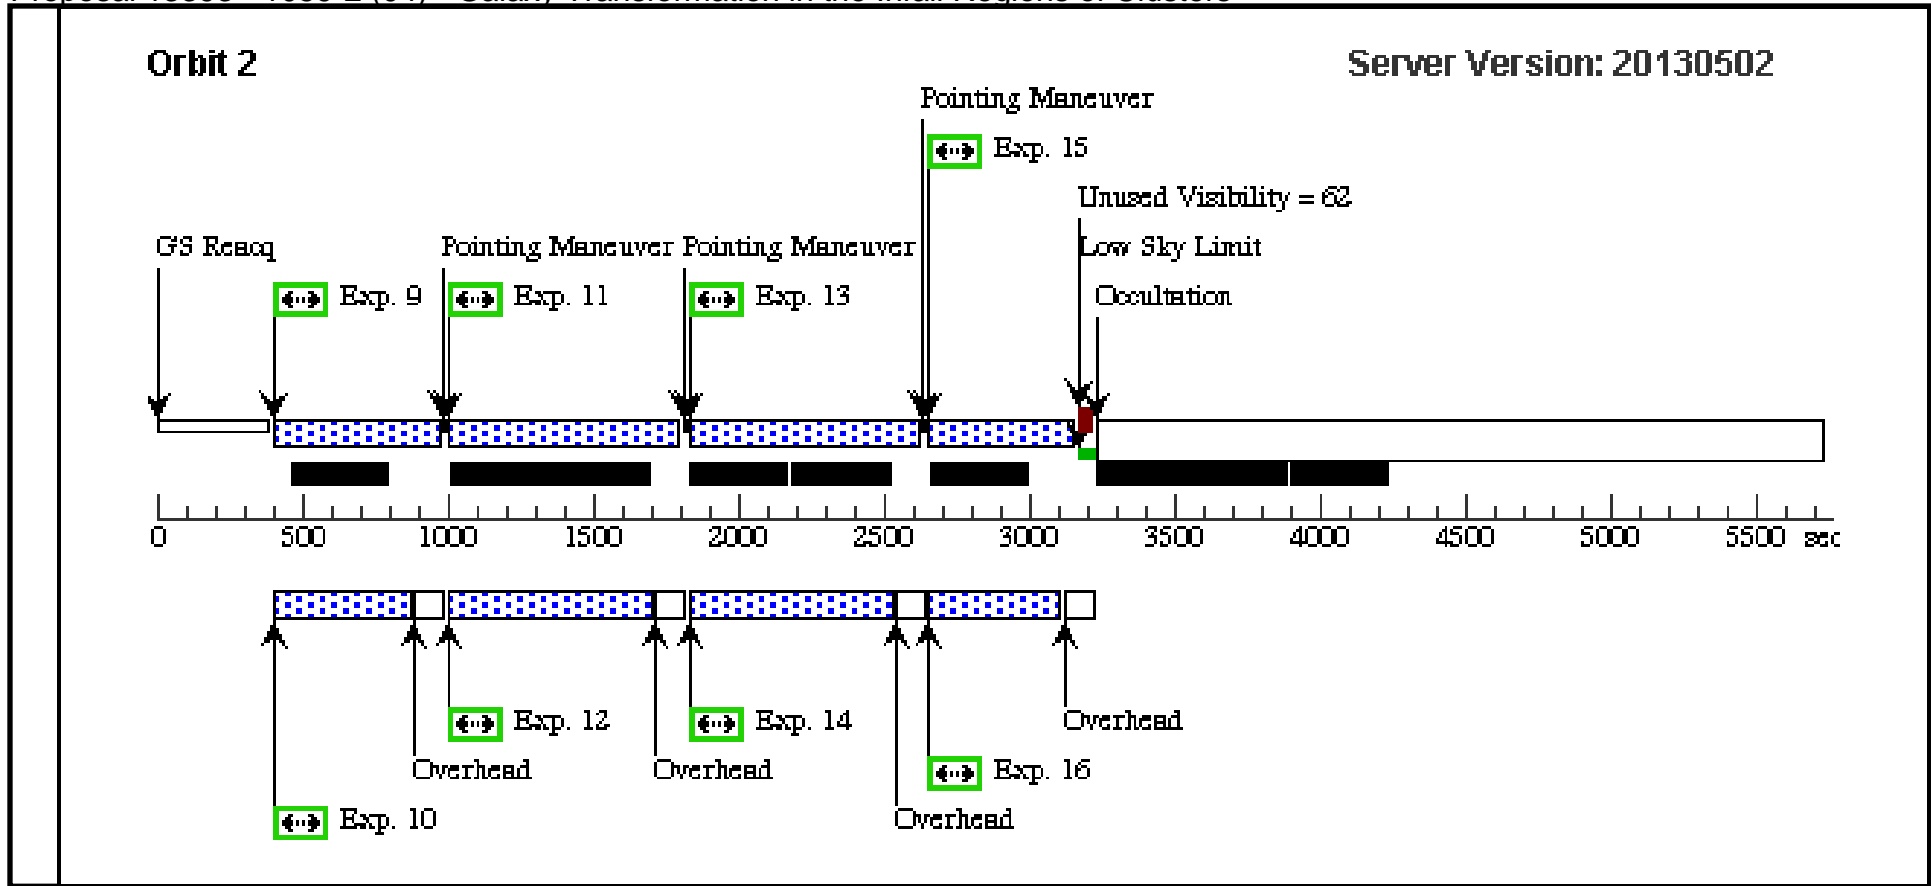 Orbit 2
Server Version: 20130502
Pointing Maneuver
Exp. 15
Unused Visibility = 62
GS Reacq
Pointing Maneuver
Pointing Maneuver
Low Sky Limit
Exp. 9
Exp. 11
Exp. 13
Occultation
0 500 1000 1500 2000 2500 3000 3500 4000 4500 5000 5500 sec
Exp. 12
Exp. 14
Overhead
Overhead
Overhead
Exp. 16
Exp. 10
Overhead